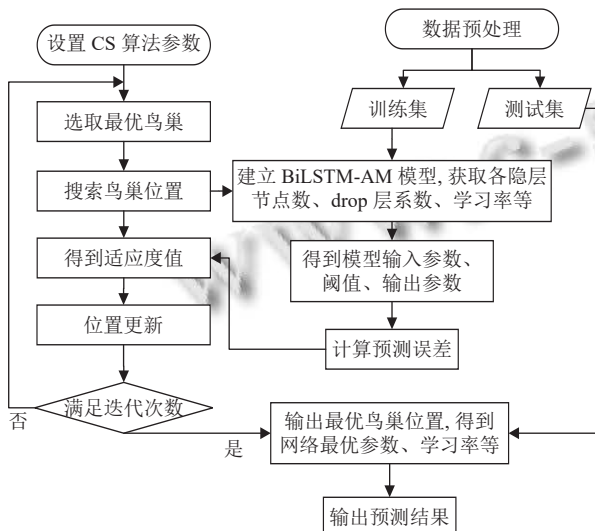 设置 CS 算法参数
选取最优鸟巢
搜索鸟巢位置
得到适应度值
位置更新
满足迭代次数
否
是
数据预处理
训练集
测试集
建立 BiLSTM-AM 模型, 获取各隐层
节点数、drop 层系数、学习率等
得到模型输入参数、
阈值、输出参数
计算预测误差
输出最优鸟巢位置, 得到
网络最优参数、学习率等
输出预测结果